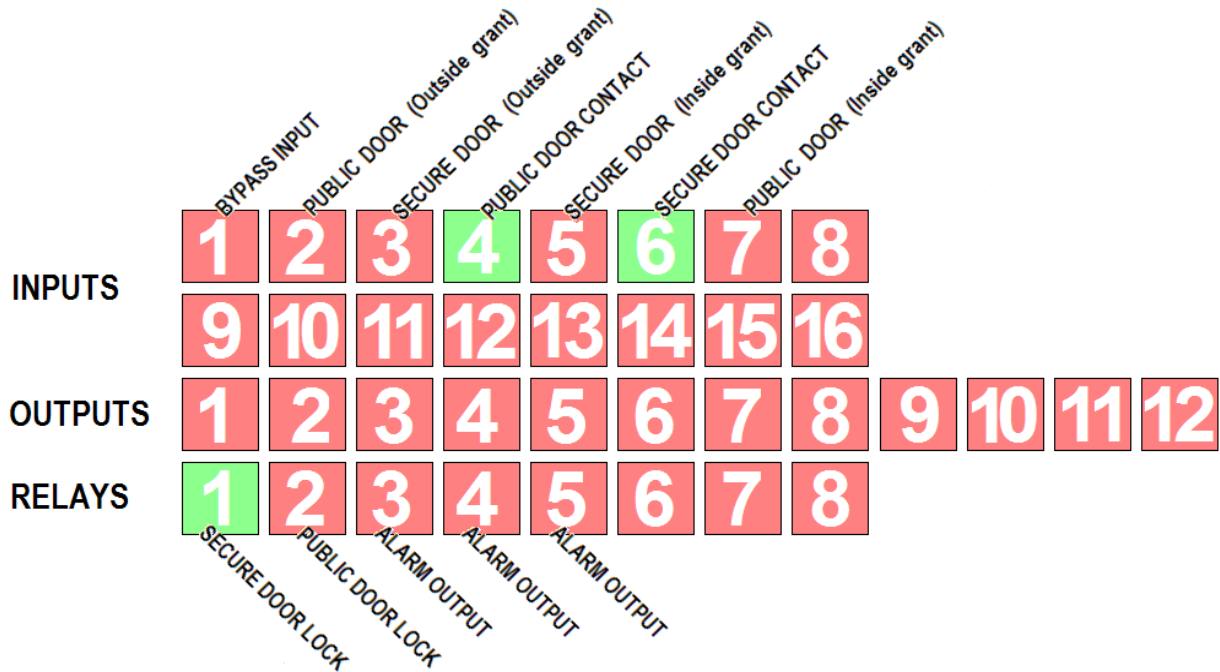 BYPASS INPUT
PUBLIC DOOR (Outside grant)
SECURE DOOR (Outside grant)
PUBLIC DOOR CONTACT
SECURE DOOR (Inside grant)
SECURE DOOR CONTACT
PUBLIC DOOR (Inside grant)
INPUTS
1 2 3 4 5 6 7 8
9 10 11 12 13 14 15 16
OUTPUTS 1 2 3 4 5 6 7 8 9 10 11 12
RELAYS 1 2 3 4 5 6 7 8
SECURE DOOR LOCK
PUBLIC DOOR LOCK
ALARM OUTPUT
ALARM OUTPUT
ALARM OUTPUT